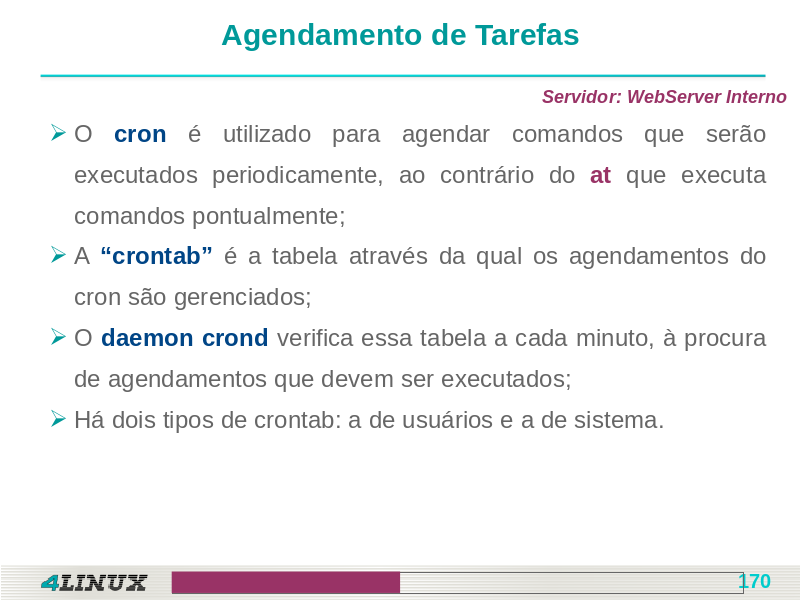 Agendamento de Tarefas
Servidor: WebServer Interno
O cron é utilizado para agendar comandos que serão
executados periodicamente, ao contrário do at que executa
comandos pontualmente;
A “crontab” é a tabela através da qual os agendamentos do
cron são gerenciados;
O daemon crond verifica essa tabela a cada minuto, à procura
de agendamentos que devem ser executados;
Há dois tipos de crontab: a de usuários e a de sistema.
4LINUX
170